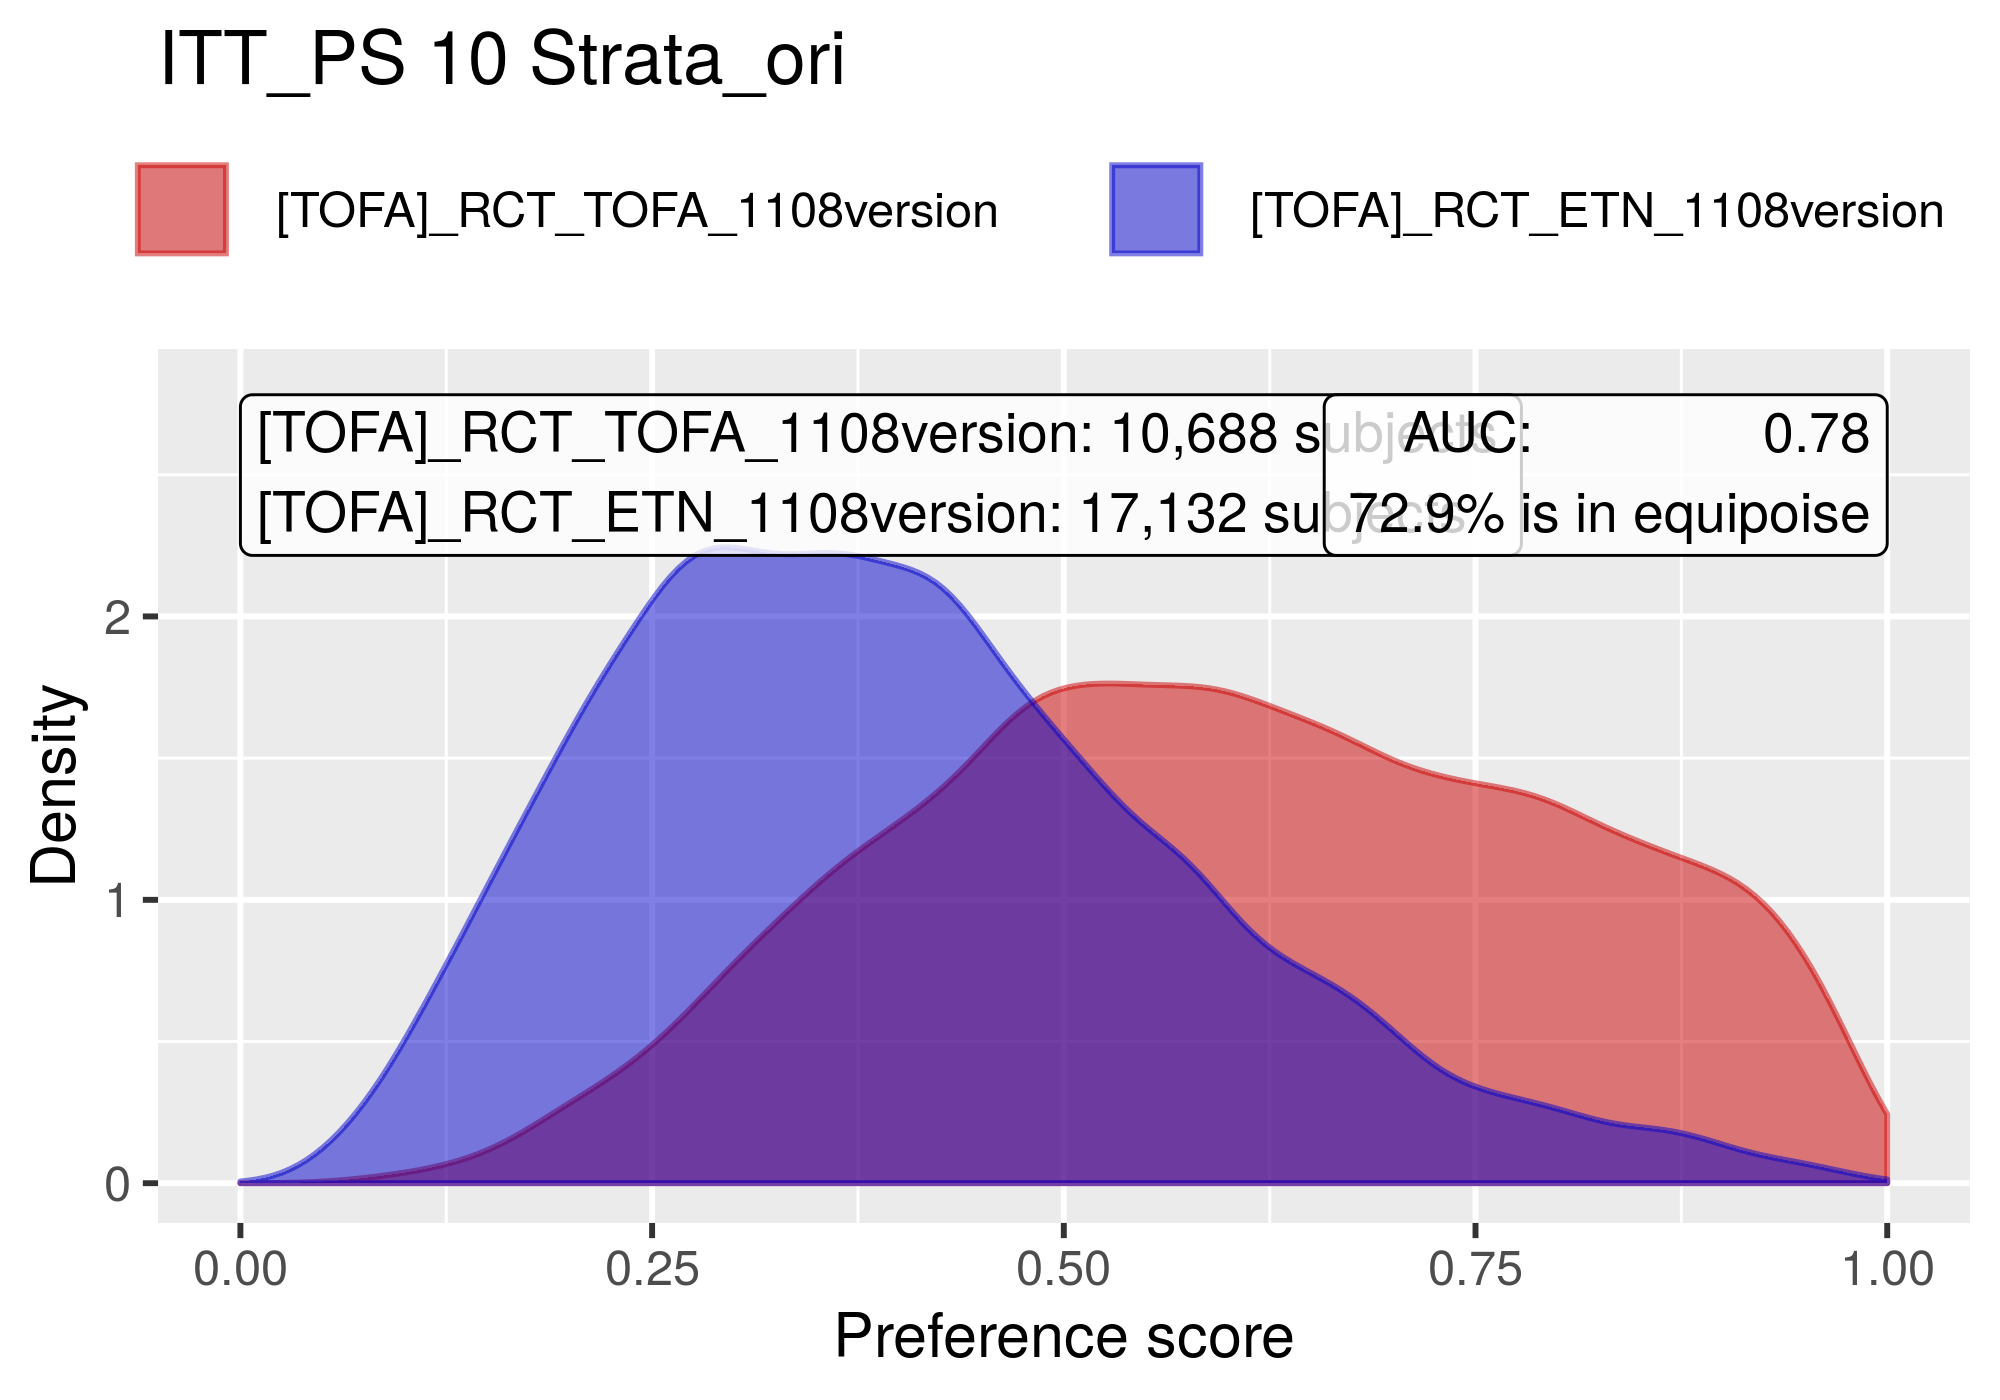 ITT_PS 10 Strata_ori
[TOFA]_RCT_TOFA_1108version
[TOFA]_RCT_ETN_1108version
[TOFA]_RCT_TOFA_1108version: 10,688 subjects
[TOFA]_RCT_ETN_1108version: 17,132 subjects
AUC: 0.78
72.9% is in equipoise
Density
2
1
0
0.00 0.25 0.50 0.75 1.00
Preference score